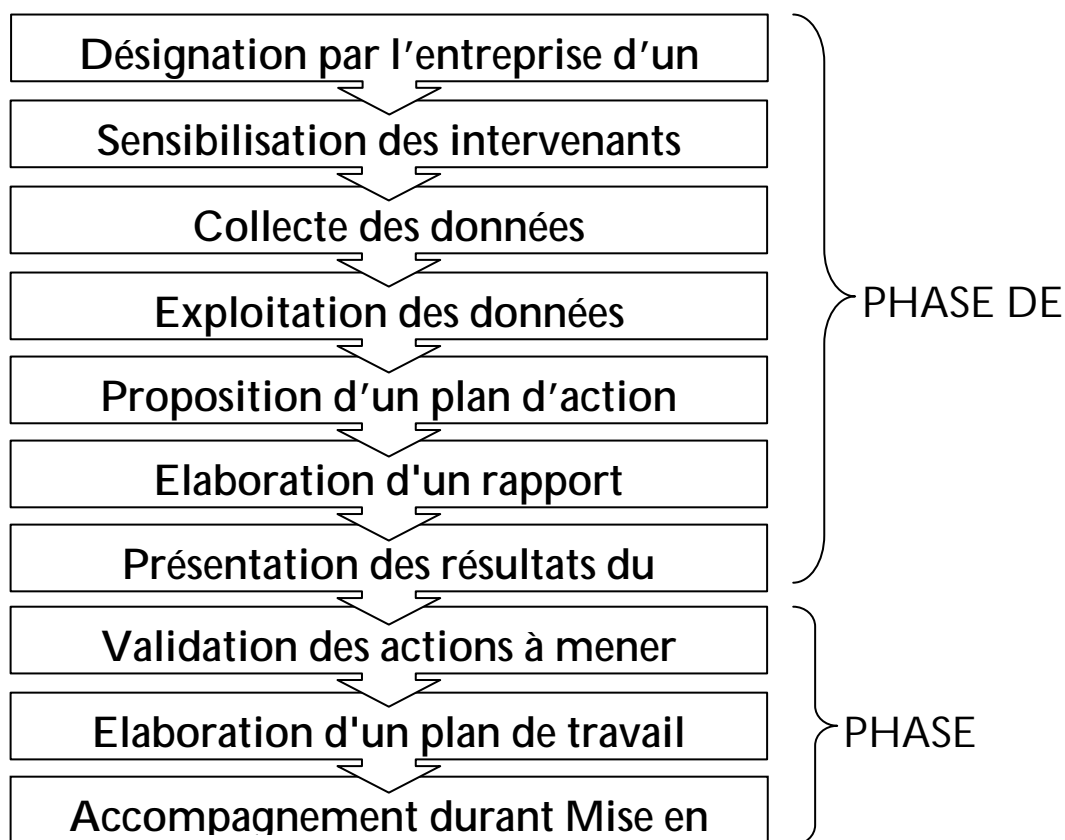 Désignation par l’entreprise d’un
Sensibilisation des intervenants
Collecte des données
Exploitation des données
PHASE DE
Proposition d’un plan d’action
Elaboration d'un rapport
Présentation des résultats du
Validation des actions à mener
Elaboration d'un plan de travail
PHASE
Accompagnement durant Mise en